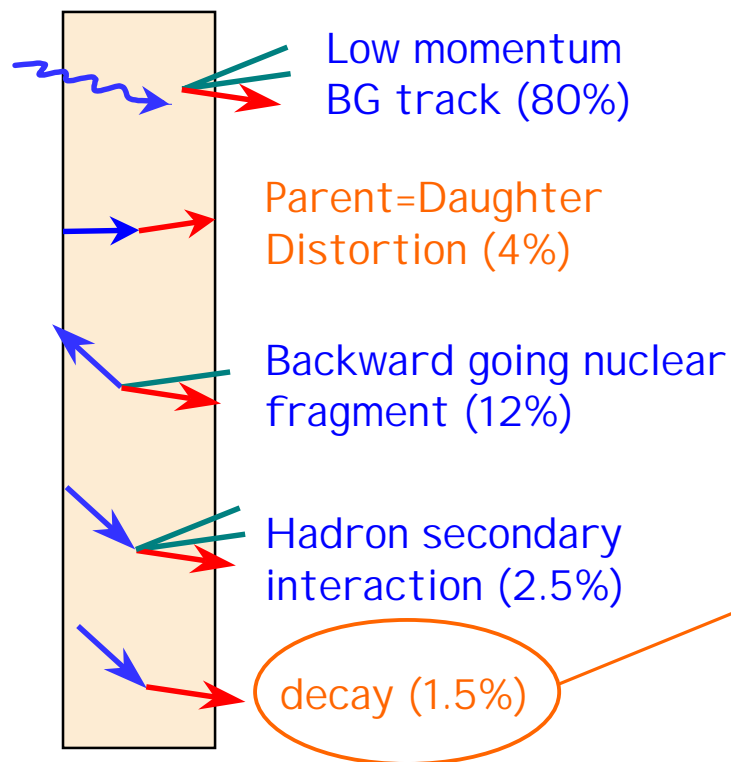 Low momentum
BG track (80%)
Parent=Daughter
Distortion (4%)
Backward going nuclear
fragment (12%)
Hadron secondary
interaction (2.5%)
decay (1.5%)